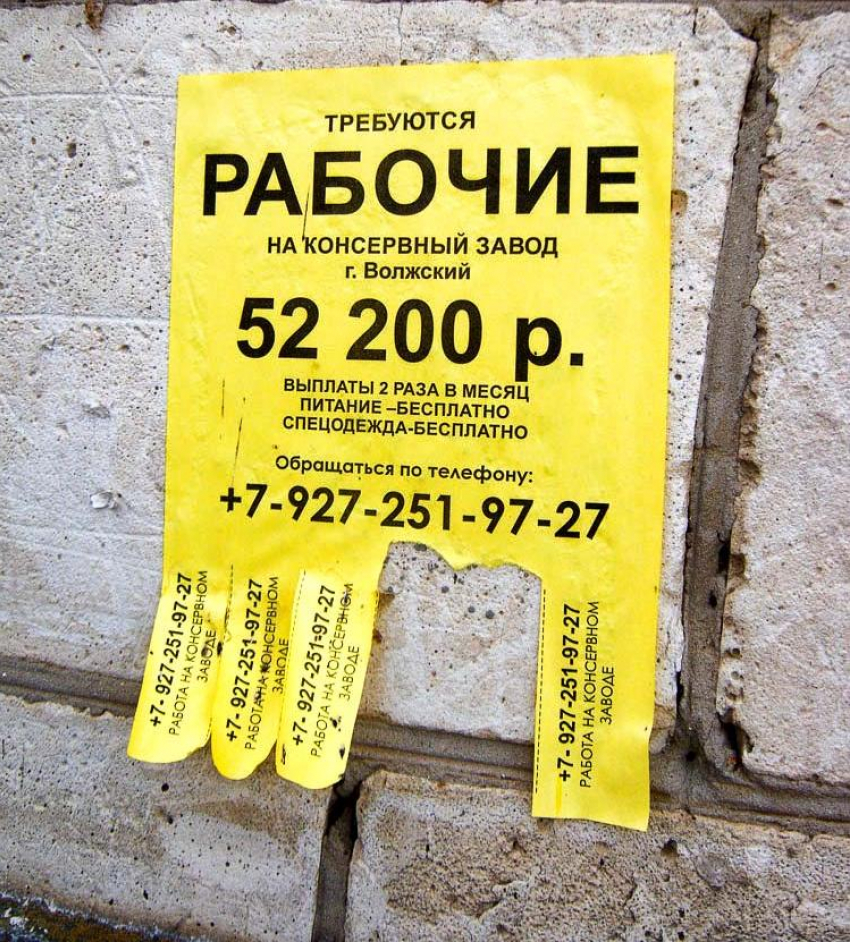 ТРЕБУЮТСЯ
РАБОЧИЕ
НА КОНСЕРВНЫЙ ЗАВОД
г. Волжский
52 200 р.
ВЫПЛАТЫ 2 РАЗА В МЕСЯЦ
ПИТАНИЕ –БЕСПЛАТНО
СПЕЦОДЕЖДА-БЕСПЛАТНО
Обращаться по телефону:
+7-927-251-97-27
+7- 927-251-97-27
РАБОТА НА КОНСЕРВНОМ
ЗАВОДЕ
+7- 927-251-97-27
РАБОТА НА КОНСЕРВНОМ
ЗАВОДЕ
+7- 927-251-97-27
РАБОТА НА КОНСЕРВНОМ
ЗАВОДЕ
+7- 927-251-97-27
РАБОТА НА КОНСЕРВНОМ
ЗАВОДЕ